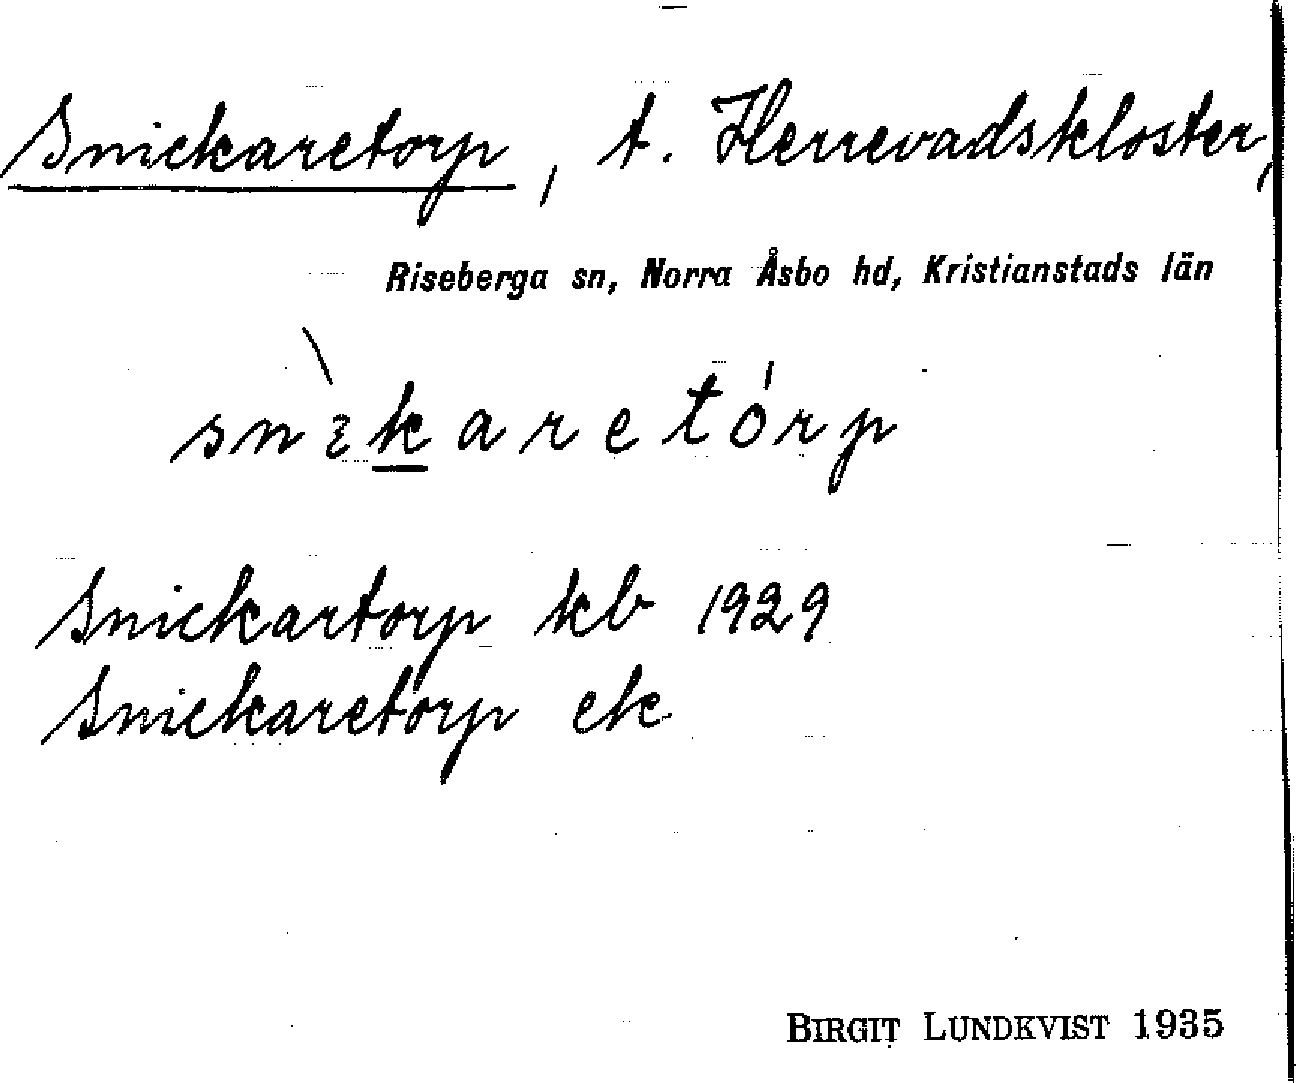 Snickaretorp, t. Herrevadskloster,
Riseberga sn, Norra Åsbo hd, Kristianstads län
snìkaretórp
Snickartorp kb 1929
Snickaretorp ek
BIRGIT LUNDKVIST 1935